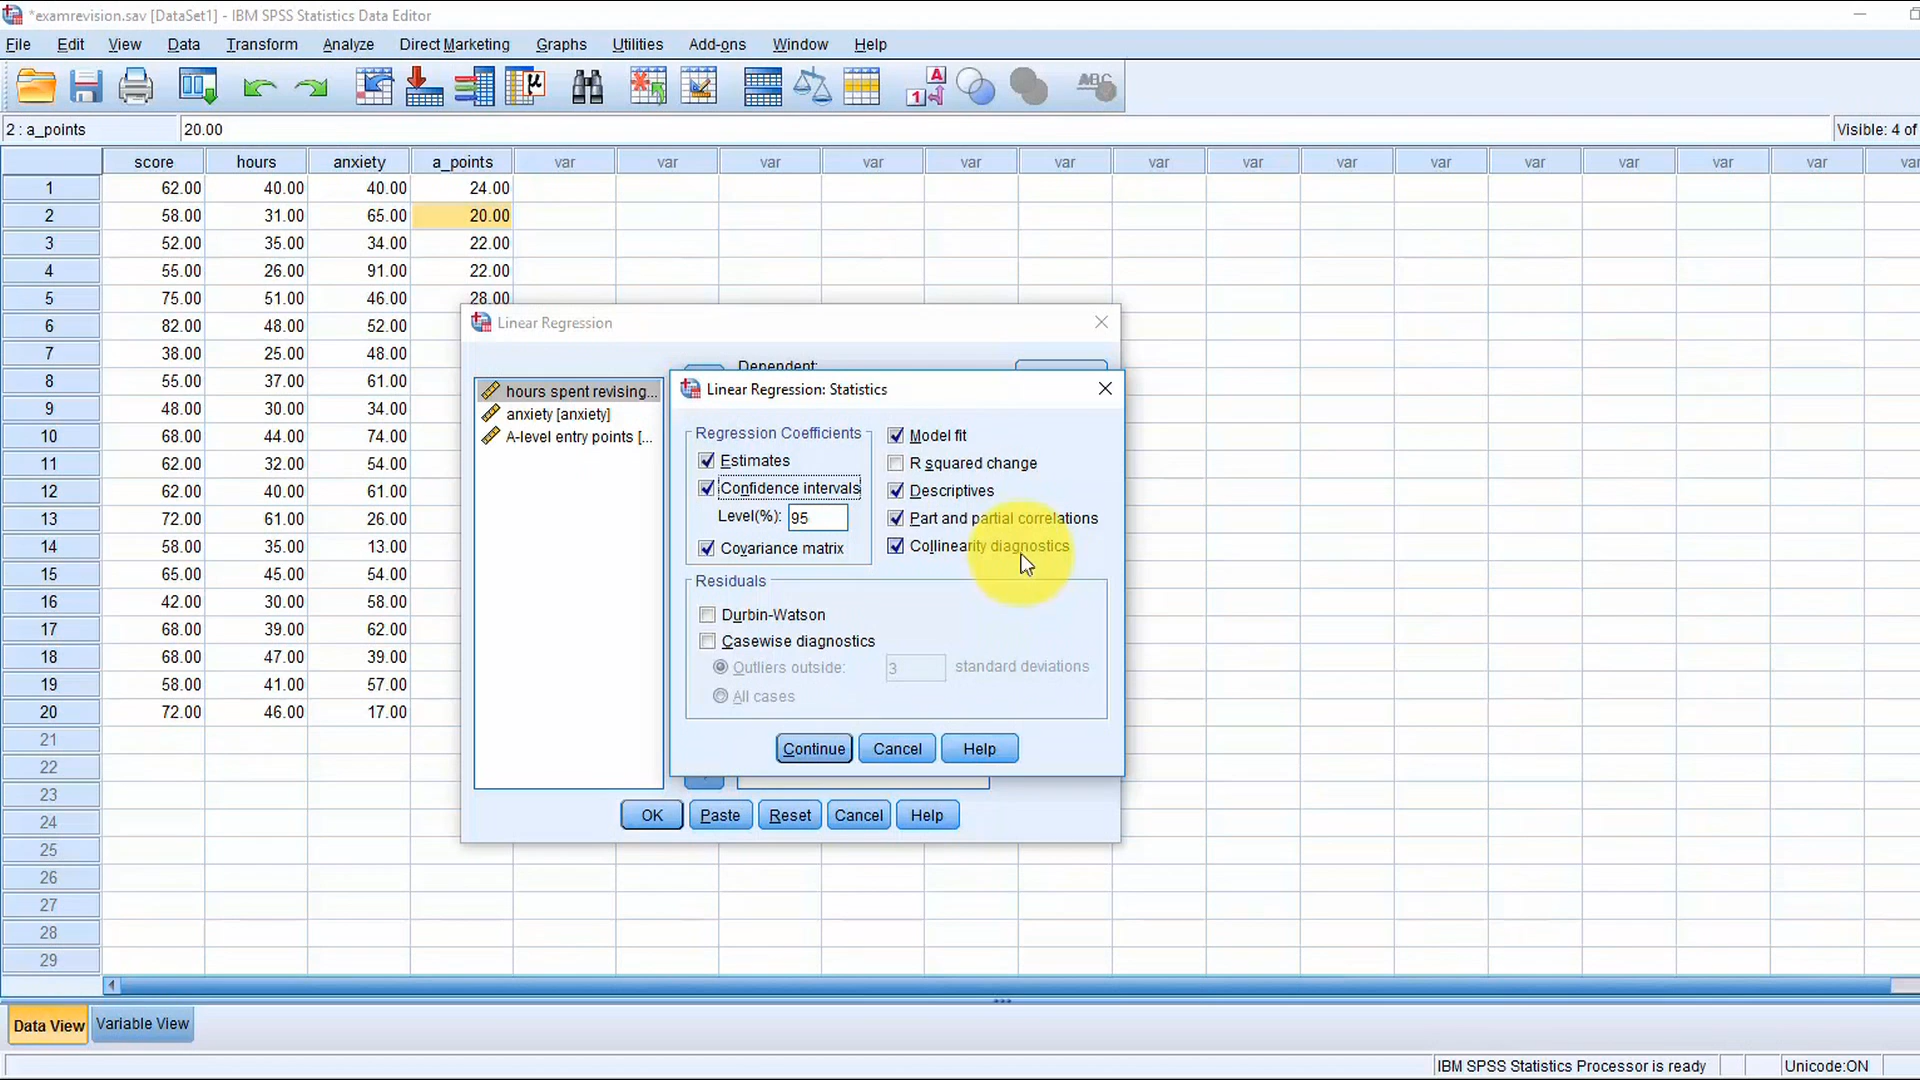 *examrevision.sav [DataSet1] - IBM SPSS Statistics Data Editor
File Edit View Data Transform Analyze Direct Marketing Graphs Utilities Add-ons Window Help
2 : a_points 20.00 Visible: 4 of
score hours anxiety a_points var var var var var var var var var var var var var var
1 62.00 40.00 40.00 24.00
2 58.00 31.00 65.00 20.00
3 52.00 35.00 34.00 22.00
4 55.00 26.00 91.00 22.00
5 75.00 51.00 46.00 28.00
6 82.00 48.00 52.00
7 38.00 25.00 48.00
8 55.00 37.00 61.00
9 48.00 30.00 34.00
10 68.00 44.00 74.00
11 62.00 32.00 54.00
12 62.00 40.00 61.00
13 72.00 61.00 26.00
14 58.00 35.00 13.00
15 65.00 45.00 54.00
16 42.00 30.00 58.00
17 68.00 39.00 62.00
18 68.00 47.00 39.00
19 58.00 41.00 57.00
20 72.00 46.00 17.00
21
22
23
24
25
26
27
28
29
Linear Regression
Dependent:
hours spent revising...
anxiety [anxiety]
A-level entry points [...
Linear Regression: Statistics
Regression Coefficients
Estimates
Confidence intervals
Level(%): 95
Covariance matrix
Model fit
R squared change
Descriptives
Part and partial correlations
Collinearity diagnostics
Residuals
Durbin-Watson
Casewise diagnostics
Outliers outside: 3 standard deviations
All cases
Continue Cancel Help
OK Paste Reset Cancel Help
Data View Variable View
IBM SPSS Statistics Processor is ready Unicode:ON